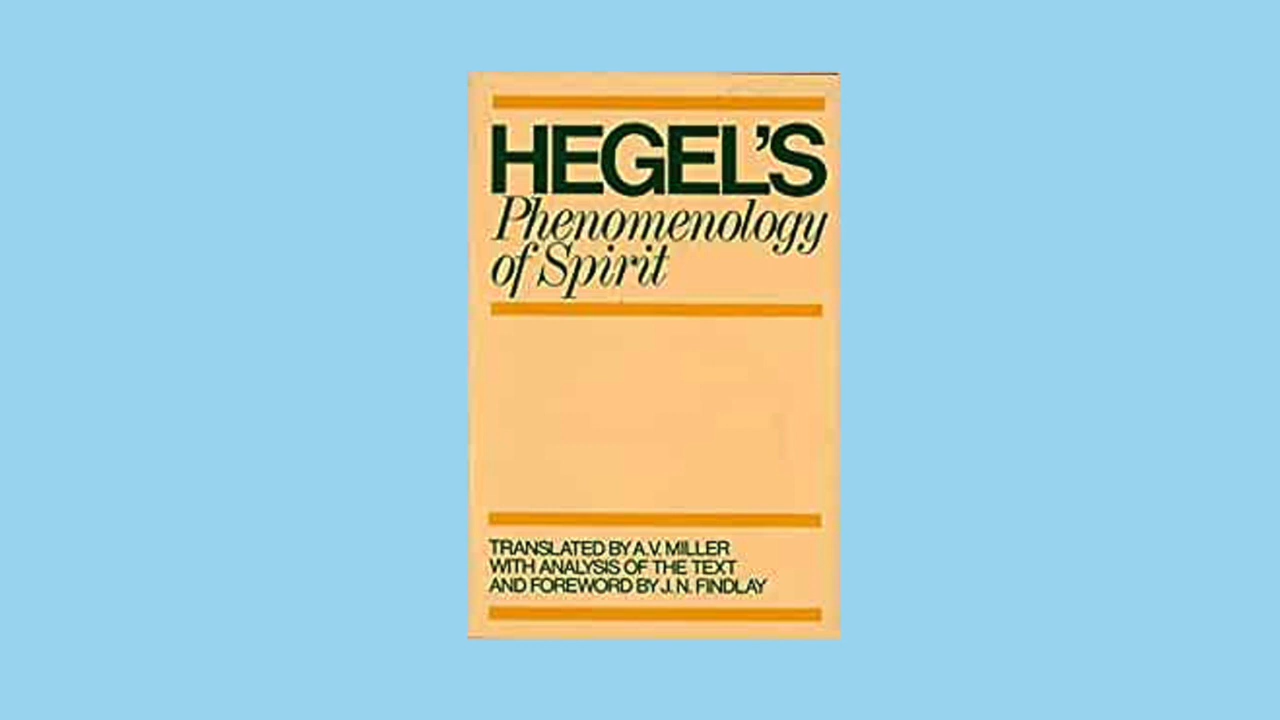 HEGEL'S
Phenomenology
of Spirit
TRANSLATED BY A.V. MILLER
WITH ANALYSIS OF THE TEXT
AND FOREWORD BY J. N. FINDLAY